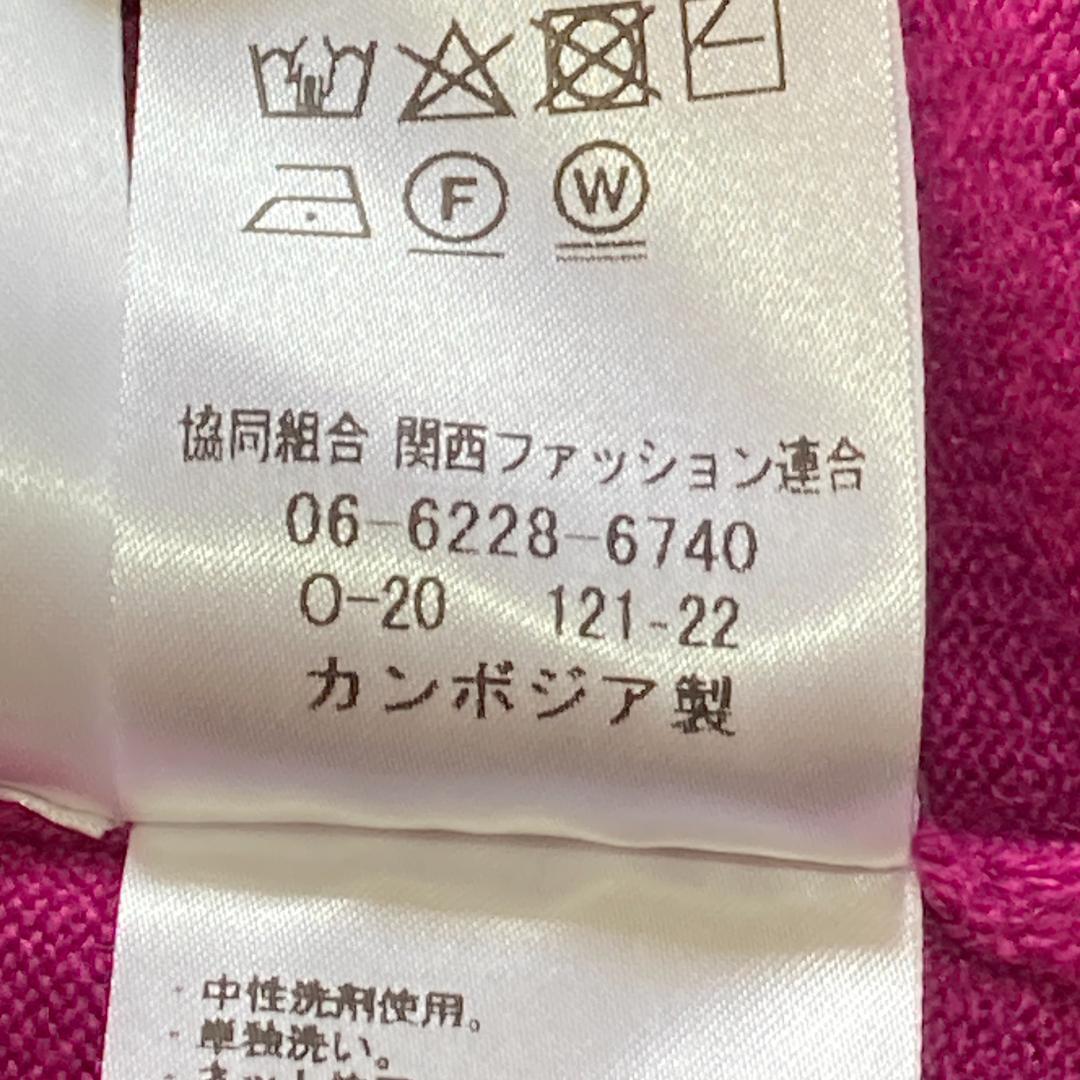 F W
協同組合 関西ファッション連合
06-6228-6740
O-20 121-22
カンボジア製
・中性洗剤使用。
・単独洗い。